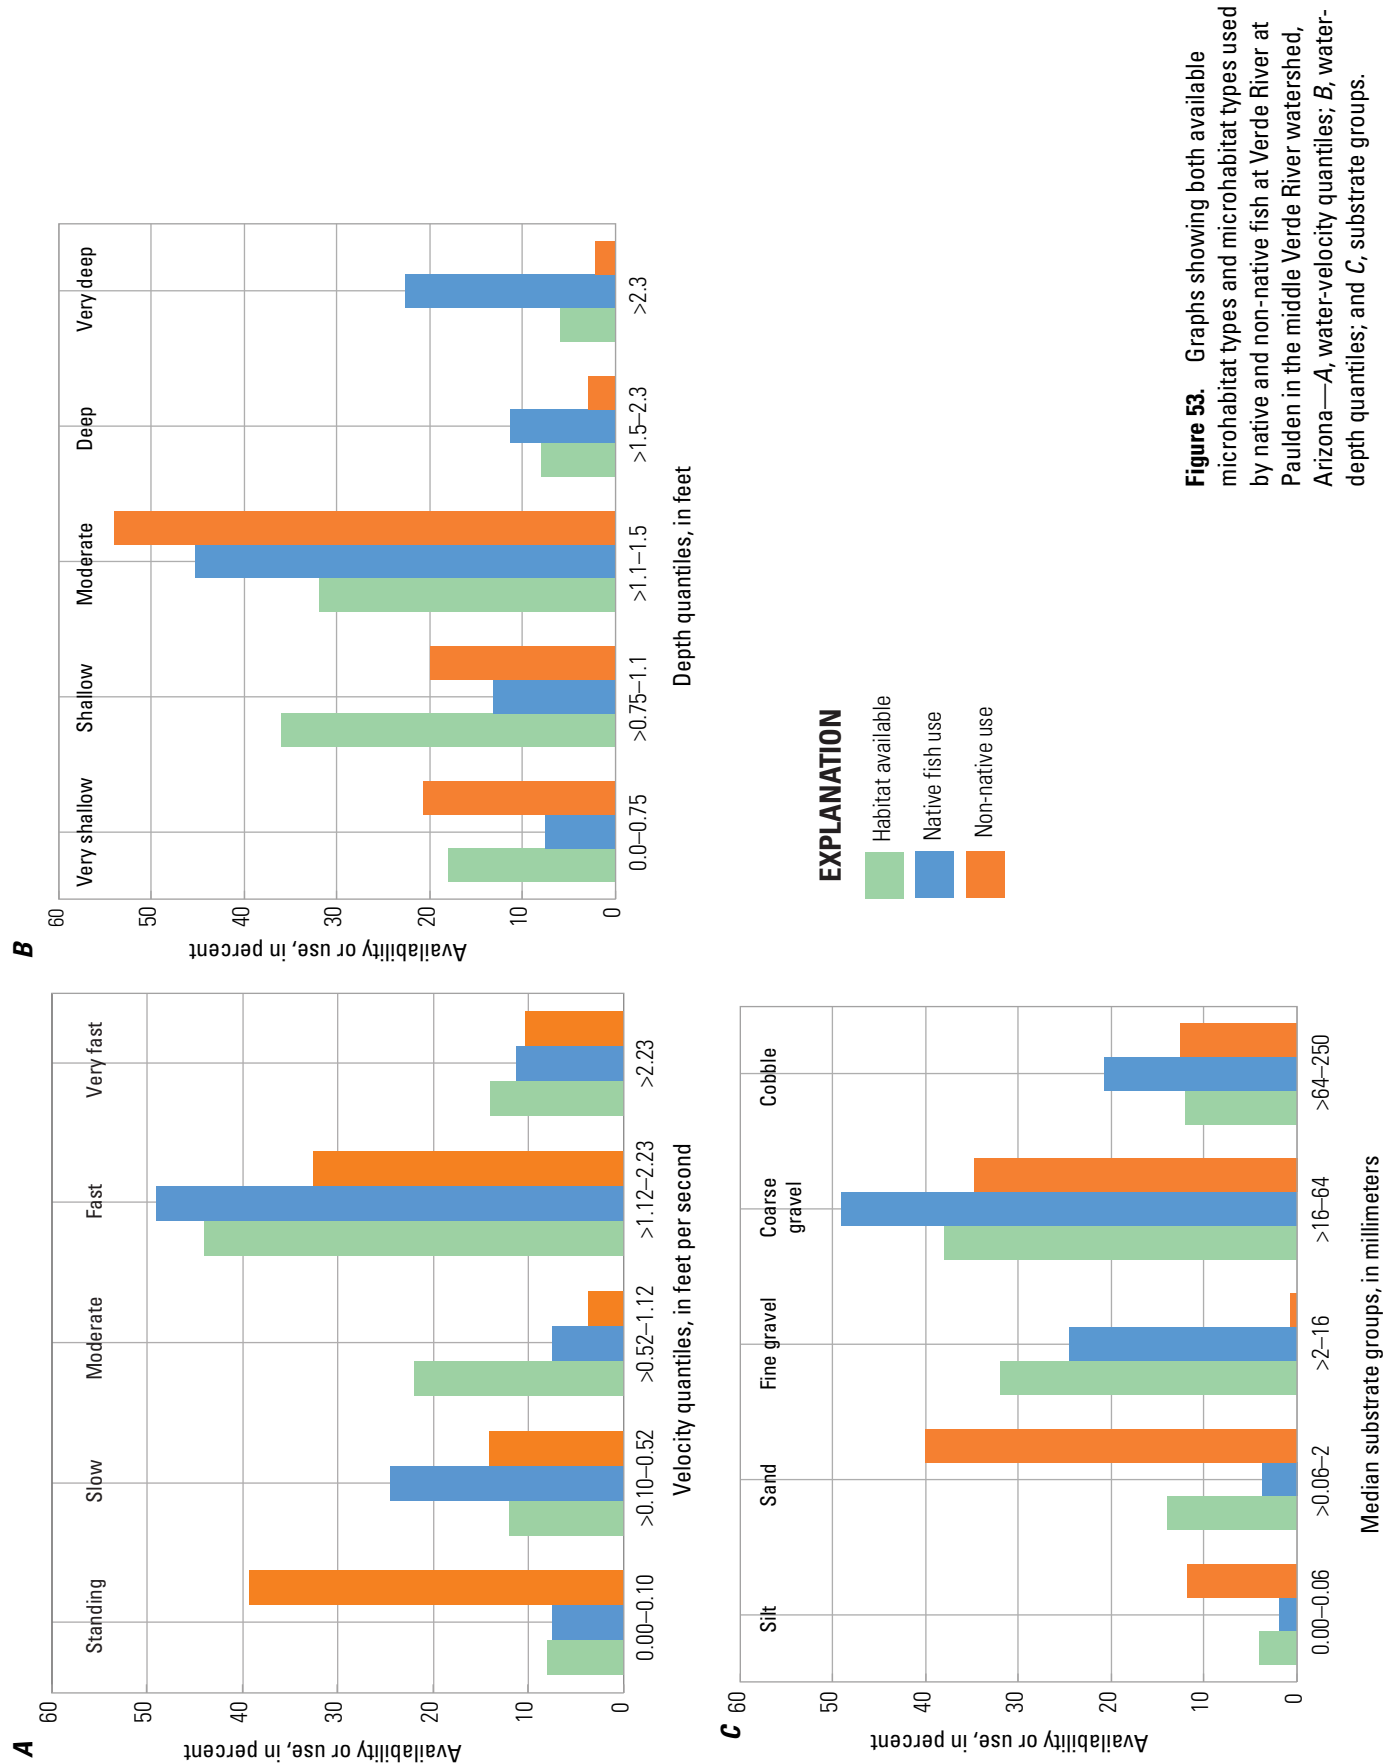 A
60
50
40
30
20
10
0
Availability or use, in percent
Standing
Slow
Moderate
Fast
Very fast
0.00–0.10
>0.10–0.52
>0.52–1.12
>1.12–2.23
>2.23
Velocity quantiles, in feet per second
B
60
50
40
30
20
10
0
Availability or use, in percent
Very shallow
Shallow
Moderate
Deep
Very deep
0.0–0.75
>0.75–1.1
>1.1–1.5
>1.5–2.3
>2.3
Depth quantiles, in feet
C
60
50
40
30
20
10
0
Availability or use, in percent
Silt
Sand
Fine gravel
Coarse
gravel
Cobble
0.00–0.06
>0.06–2
>2–16
>16–64
>64–250
Median substrate groups, in millimeters
EXPLANATION
Habitat available
Native fish use
Non-native use
Figure 53. Graphs showing both available
microhabitat types and microhabitat types used
by native and non-native fish at Verde River at
Paulden in the middle Verde River watershed,
Arizona—A, water-velocity quantiles; B, water-
depth quantiles; and C, substrate groups.